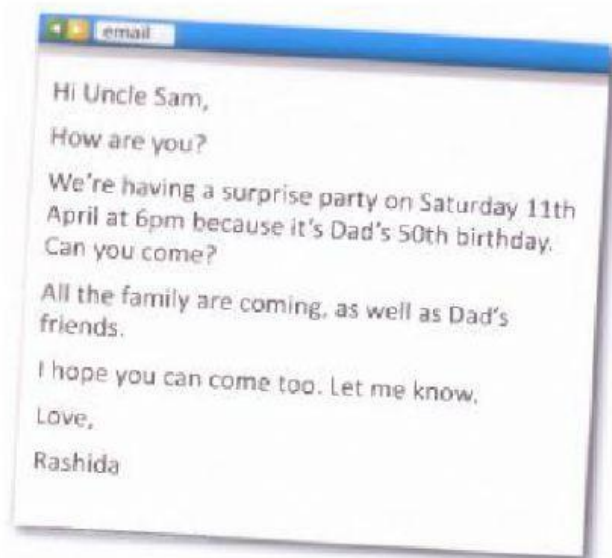 email
Hi Uncle Sam,
How are you?
We're having a surprise party on Saturday 11th
April at 6pm because it's Dad's 50th birthday.
Can you come?
All the family are coming, as well as Dad's
friends.
I hope you can come too. Let me know.
Love,
Rashida